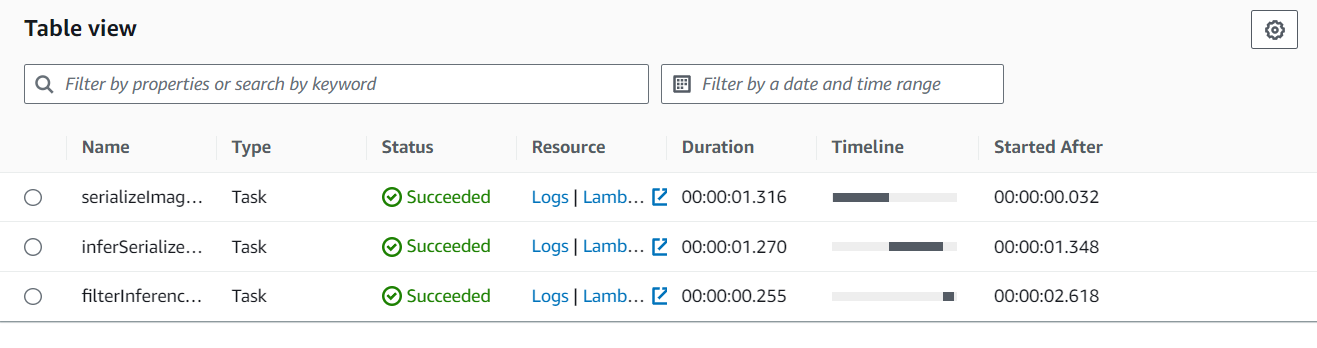 Table view
Filter by properties or search by keyword
Filter by a date and time range
Name Type Status Resource Duration Timeline Started After
serializeImag... Task Succeeded Logs | Lamb... 00:00:01.316 00:00:00.032
inferSerialize... Task Succeeded Logs | Lamb... 00:00:01.270 00:00:01.348
filterInferenc... Task Succeeded Logs | Lamb... 00:00:00.255 00:00:02.618